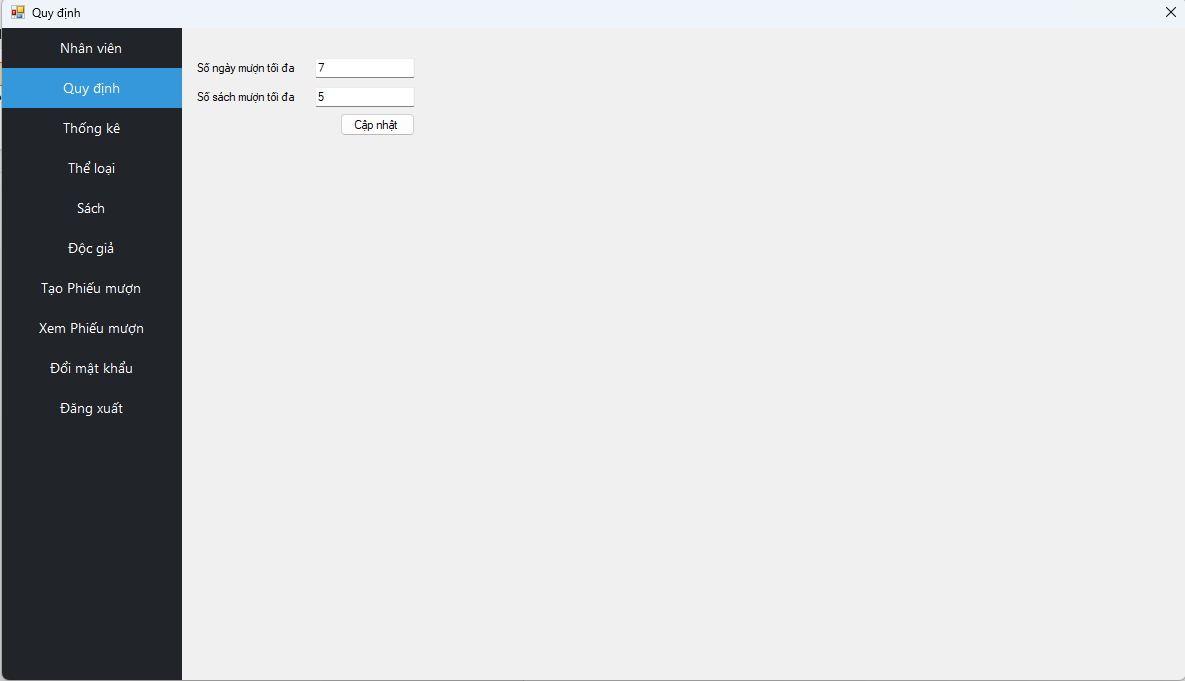 Quy định
Nhân viên
Quy định
Thống kê
Thể loại
Sách
Độc giả
Tạo Phiếu mượn
Xem Phiếu mượn
Đổi mật khẩu
Đăng xuất
Số ngày mượn tối đa 7
Số sách mượn tối đa 5
Cập nhật